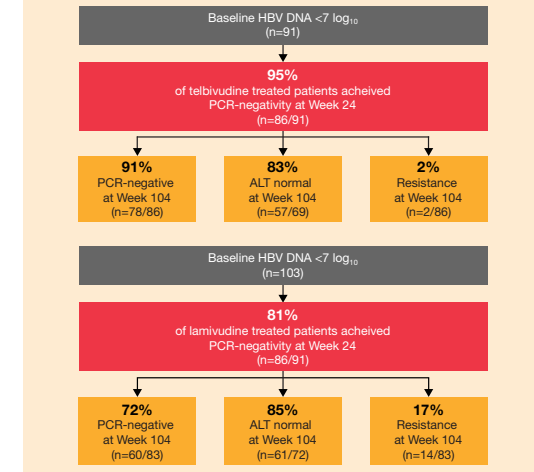 Baseline HBV DNA <7 log10
(n=91)
95%
of telbivudine treated patients acheived
PCR-negativity at Week 24
(n=86/91)
91%
PCR-negative
at Week 104
(n=78/86)
83%
ALT normal
at Week 104
(n=57/69)
2%
Resistance
at Week 104
(n=2/86)
Baseline HBV DNA <7 log10
(n=103)
81%
of lamivudine treated patients acheived
PCR-negativity at Week 24
(n=86/91)
72%
PCR-negative
at Week 104
(n=60/83)
85%
ALT normal
at Week 104
(n=61/72)
17%
Resistance
at Week 104
(n=14/83)